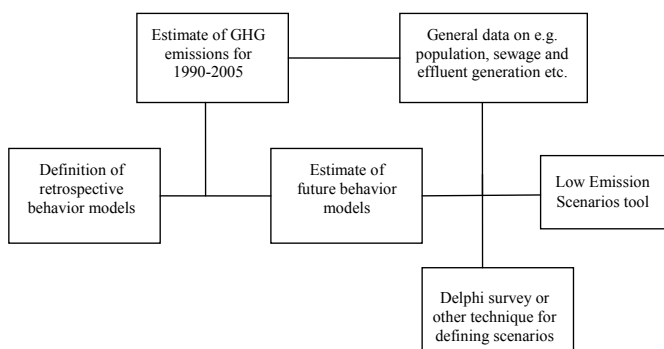 Estimate of GHG
emissions for
1990-2005
General data on e.g.
population, sewage and
effluent generation etc.
Definition of
retrospective
behavior models
Estimate of
future behavior
models
Low Emission
Scenarios tool
Delphi survey or
other technique for
defining scenarios